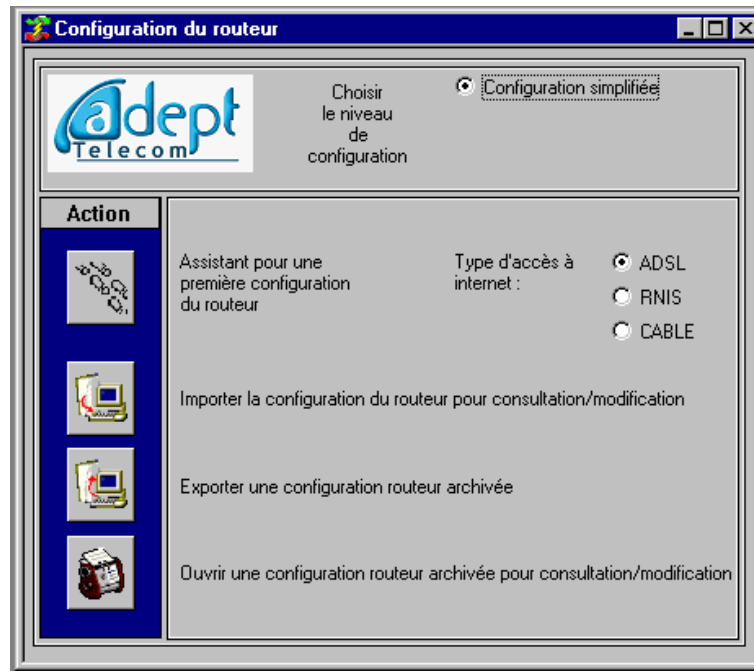 Configuration du routeur
adept
Telecom
Choisir
le niveau
de
configuration
Configuration simplifiée
Action
Assistant pour une
première configuration
du routeur
Type d'accès à
internet :
ADSL
RNIS
CABLE
Importer la configuration du routeur pour consultation/modification
Exporter une configuration routeur archivée
Ouvrir une configuration routeur archivée pour consultation/modification